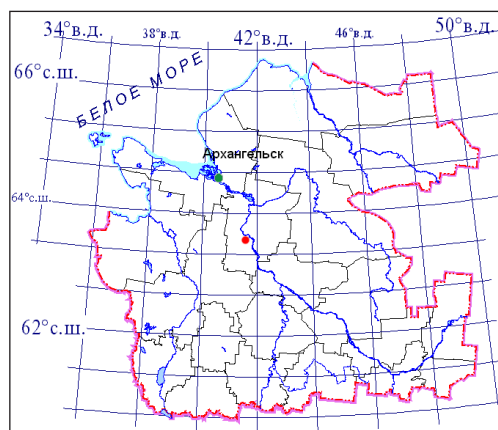 34°в.д.
38°в.д.
42°в.д.
46°в.д.
50°в.д.
66°с.ш.
БЕЛОЕ МОРЕ
Архангельск
64°с.ш.
62°с.ш.